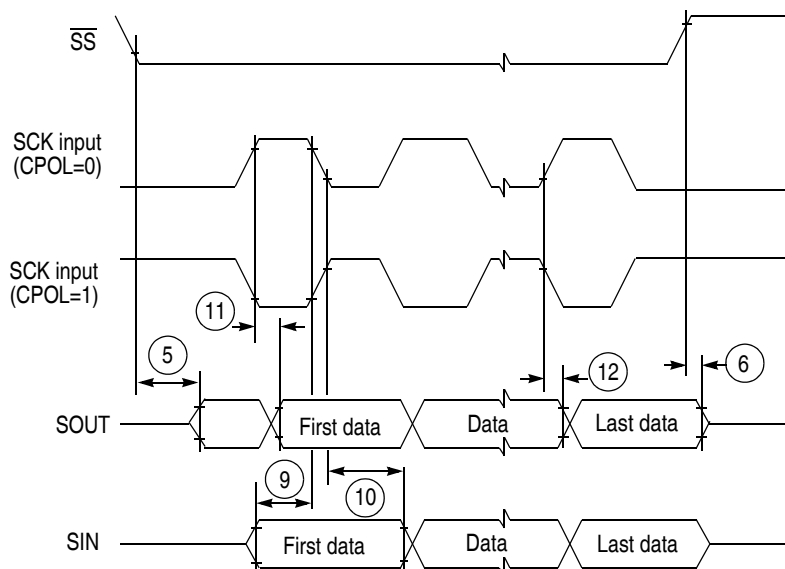 SS
SCK input
(CPOL=0)
SCK input
(CPOL=1)
11
5
12
6
SOUT
First data
Data
Last data
9
10
SIN
First data
Data
Last data